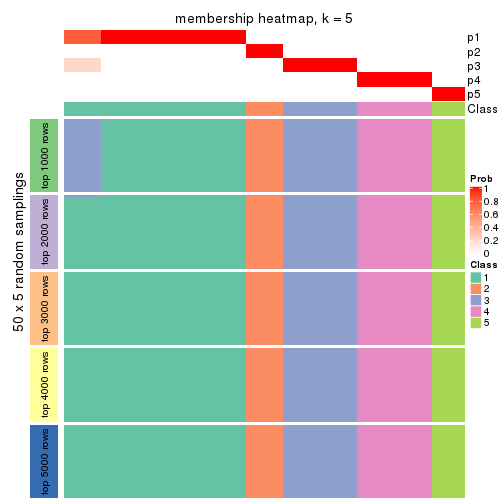 membership heatmap, k = 5
p1
p2
p3
p4
p5
Class
50 x 5 random samplings
top 1000 rows
top 2000 rows
top 3000 rows
top 4000 rows
top 5000 rows
Prob
1
0.8
0.6
0.4
0.2
0
Class
1
2
3
4
5